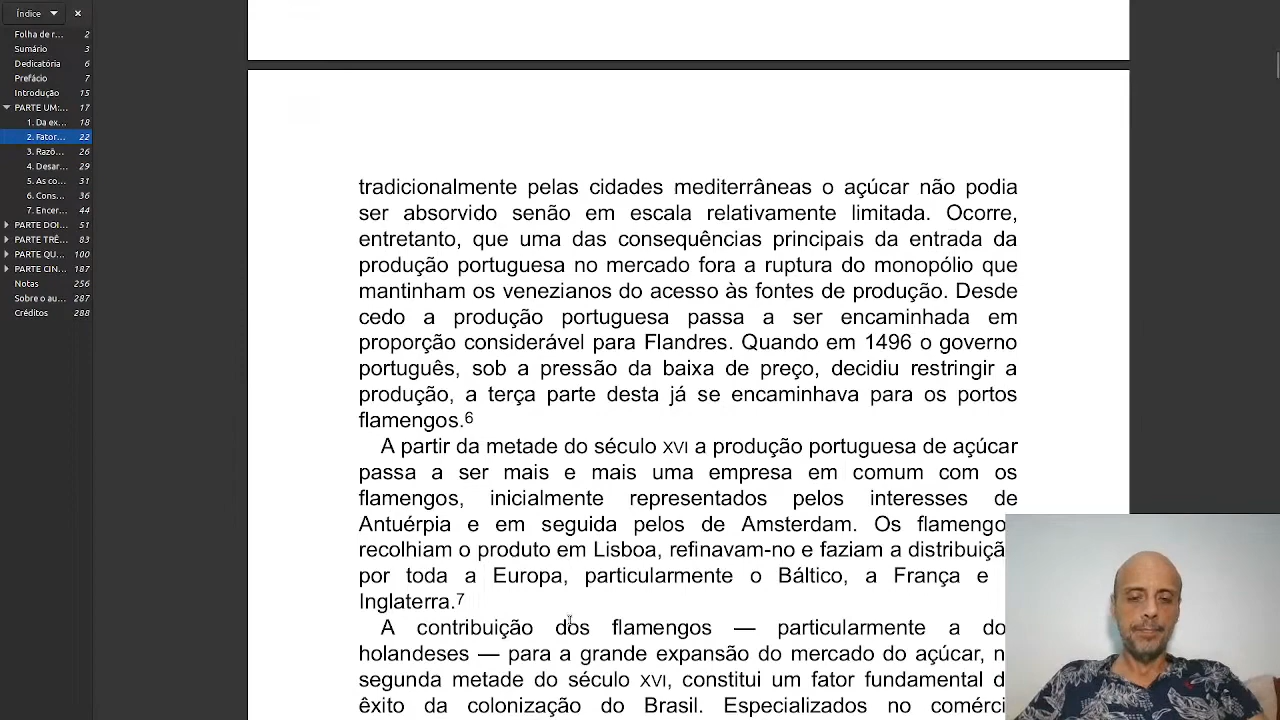 Índice
Folha de r... 2
Sumário 3
Dedicatória 6
Prefácio 7
Introdução 15
PARTE UM:... 17
1. Da ex... 18
2. Fator... 22
3. Razõ... 26
4. Desar... 29
5. As co... 31
6. Cons... 36
7. Encer... 44
PARTE DOI... 51
PARTE TRÊ... 83
PARTE QU... 100
PARTE CIN... 187
Notas 256
Sobre o au... 287
Créditos 288
tradicionalmente pelas cidades mediterrâneas o açúcar não podia
ser absorvido senão em escala relativamente limitada. Ocorre,
entretanto, que uma das consequências principais da entrada da
produção portuguesa no mercado fora a ruptura do monopólio que
mantinham os venezianos do acesso às fontes de produção. Desde
cedo a produção portuguesa passa a ser encaminhada em
proporção considerável para Flandres. Quando em 1496 o governo
português, sob a pressão da baixa de preço, decidiu restringir a
produção, a terça parte desta já se encaminhava para os portos
flamengos.6
A partir da metade do século XVI a produção portuguesa de açúcar
passa a ser mais e mais uma empresa em comum com os
flamengos, inicialmente representados pelos interesses de
Antuérpia e em seguida pelos de Amsterdam. Os flamengo
recolhiam o produto em Lisboa, refinavam-no e faziam a distribuiçã
por toda a Europa, particularmente o Báltico, a França e
Inglaterra.7
A contribuição dos flamengos — particularmente a do
holandeses — para a grande expansão do mercado do açúcar, n
segunda metade do século XVI, constitui um fator fundamental d
êxito da colonização do Brasil. Especializados no comérci